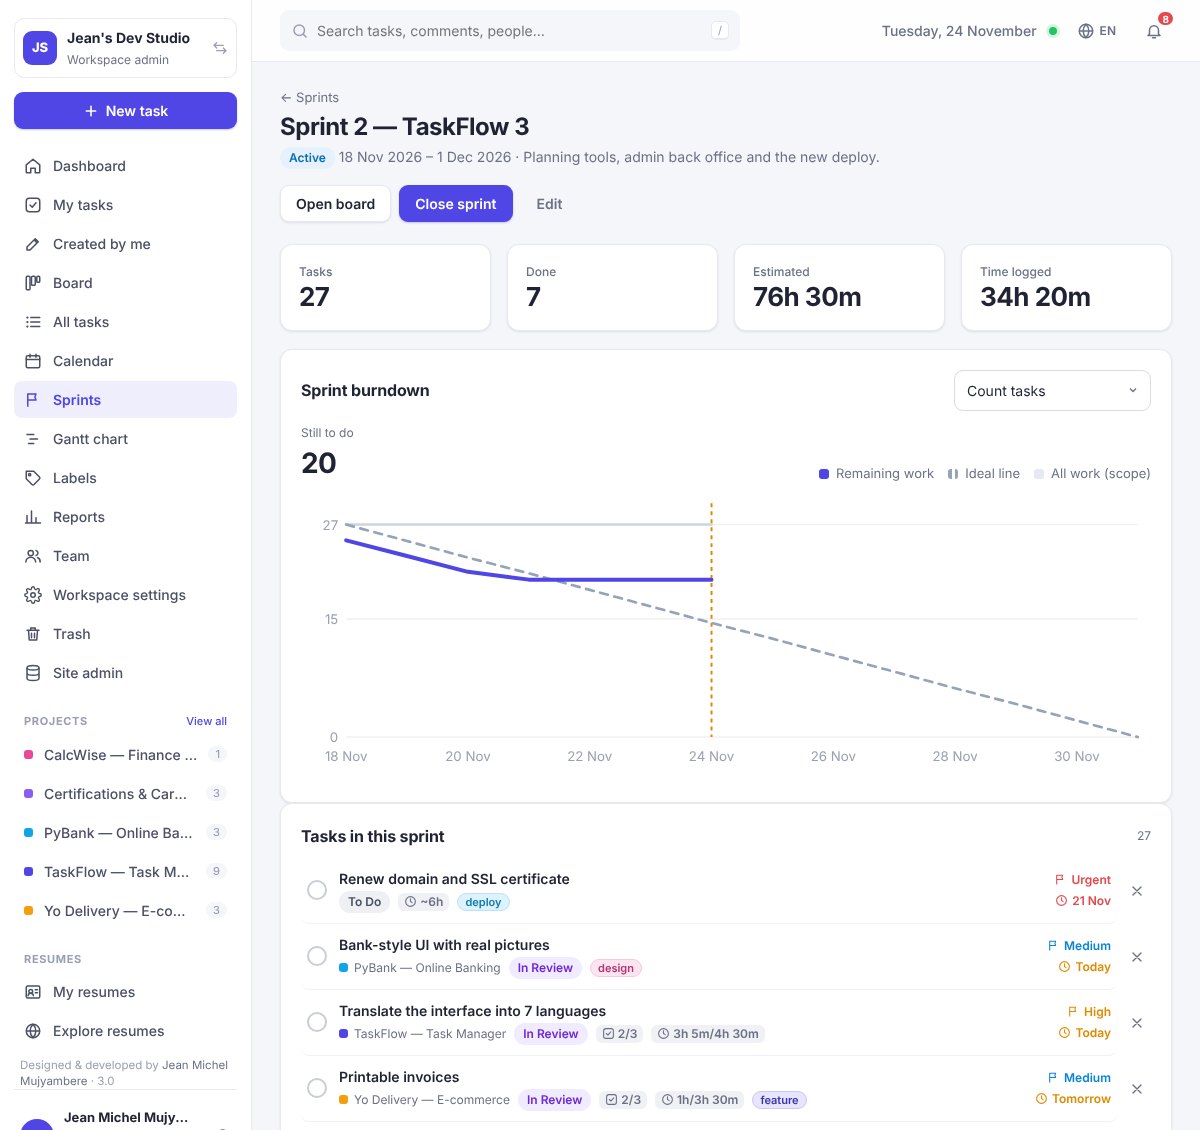 JS
Jean's Dev Studio
Workspace admin
+ New task
Dashboard
My tasks
Created by me
Board
All tasks
Calendar
Sprints
Gantt chart
Labels
Reports
Team
Workspace settings
Trash
Site admin
PROJECTS View all
CalcWise — Finance ... 1
Certifications & Car... 3
PyBank — Online Ba... 3
TaskFlow — Task M... 9
Yo Delivery — E-co... 3
RESUMES
My resumes
Explore resumes
Designed & developed by Jean Michel
Mujyambere · 3.0
Jean Michel Mujy...
Search tasks, comments, people... /
Tuesday, 24 November EN 8
← Sprints
Sprint 2 — TaskFlow 3
Active 18 Nov 2026 – 1 Dec 2026 · Planning tools, admin back office and the new deploy.
Open board Close sprint Edit
Tasks
27
Done
7
Estimated
76h 30m
Time logged
34h 20m
Sprint burndown
Count tasks
Still to do
20
Remaining work Ideal line All work (scope)
27
15
0
18 Nov 20 Nov 22 Nov 24 Nov 26 Nov 28 Nov 30 Nov
Tasks in this sprint 27
Renew domain and SSL certificate Urgent
To Do ~6h deploy 21 Nov
Bank-style UI with real pictures Medium
PyBank — Online Banking In Review design Today
Translate the interface into 7 languages High
TaskFlow — Task Manager In Review 2/3 3h 5m/4h 30m Today
Printable invoices Medium
Yo Delivery — E-commerce In Review 2/3 1h/3h 30m feature Tomorrow